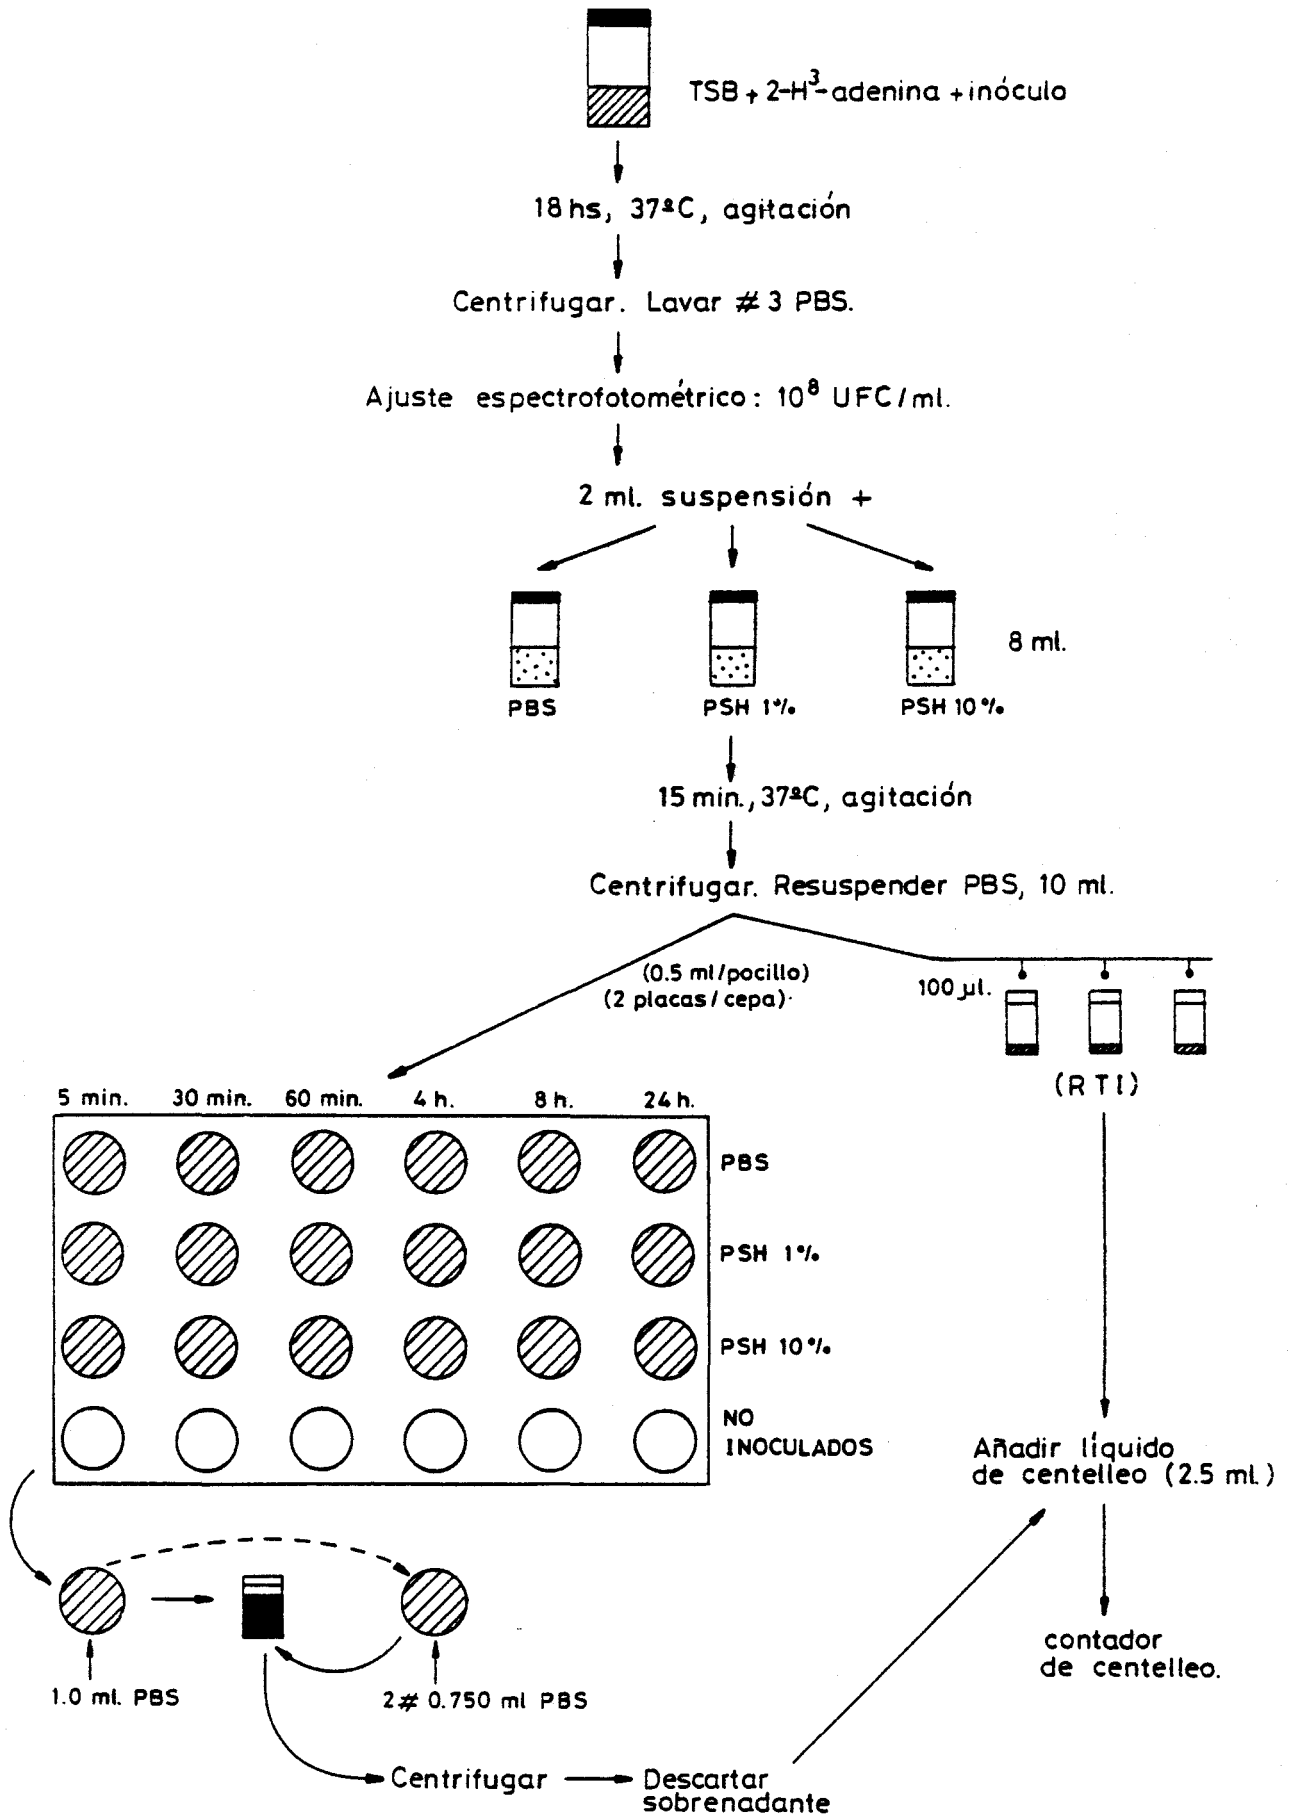 TSB + 2-H³-adenina + inóculo
18 hs, 37ºC, agitación
Centrifugar. Lavar # 3 PBS.
Ajuste espectrofotométrico: 10⁸ UFC/ml.
2 ml. suspensión +
8 ml.
PBS PSH 1% PSH 10%
15 min., 37ºC, agitación
Centrifugar. Resuspender PBS, 10 ml.
(0.5 ml/pocillo)
(2 placas/cepa)
100 µl.
(RTI)
5 min. 30 min. 60 min. 4 h. 8 h. 24 h.
PBS
PSH 1%
PSH 10%
NO
INOCULADOS
Añadir líquido
de centelleo (2.5 ml.)
contador
de centelleo.
1.0 ml. PBS
2 # 0.750 ml PBS
Centrifugar
Descartar
sobrenadante